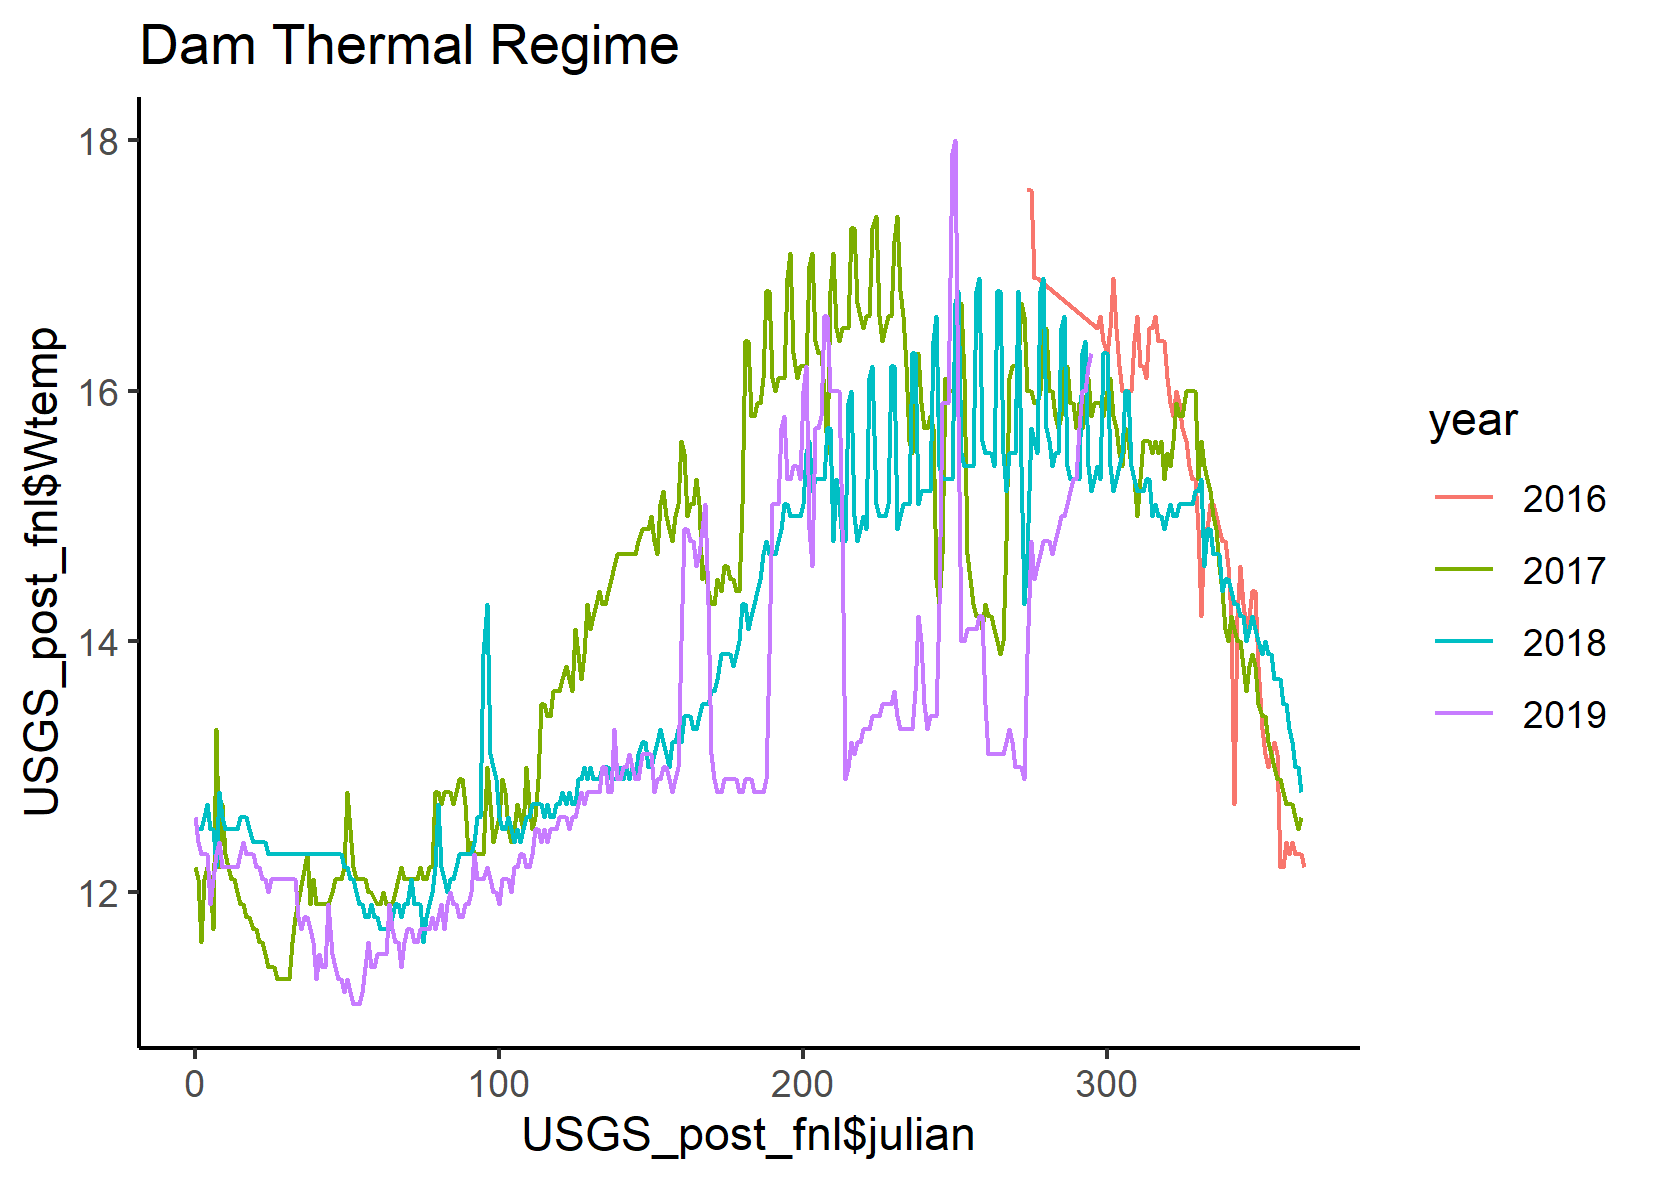 Dam Thermal Regime
USGS_post_fnl$Wtemp
18
16
14
12
0 100 200 300
USGS_post_fnl$julian
year
2016
2017
2018
2019